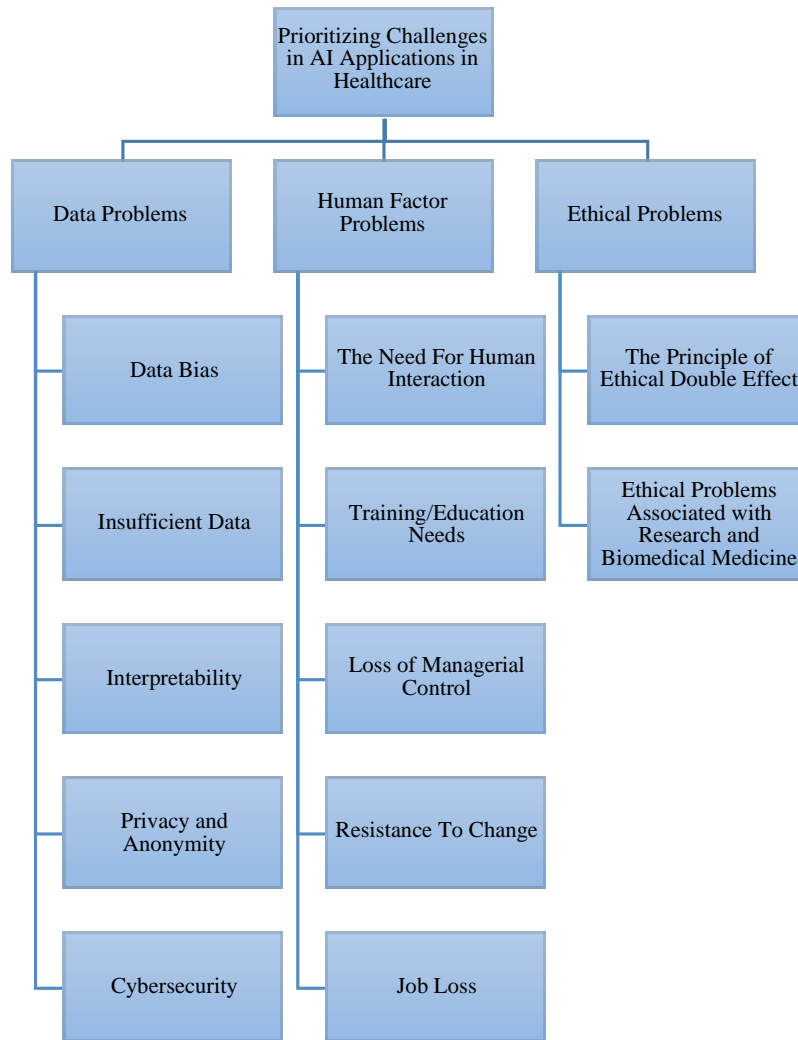 Prioritizing Challenges
in AI Applications in
Healthcare
Data Problems
Human Factor
Problems
Ethical Problems
Data Bias
Insufficient Data
Interpretability
Privacy and
Anonymity
Cybersecurity
The Need For Human
Interaction
Training/Education
Needs
Loss of Managerial
Control
Resistance To Change
Job Loss
The Principle of
Ethical Double Effect
Ethical Problems
Associated with
Research and
Biomedical Medicine